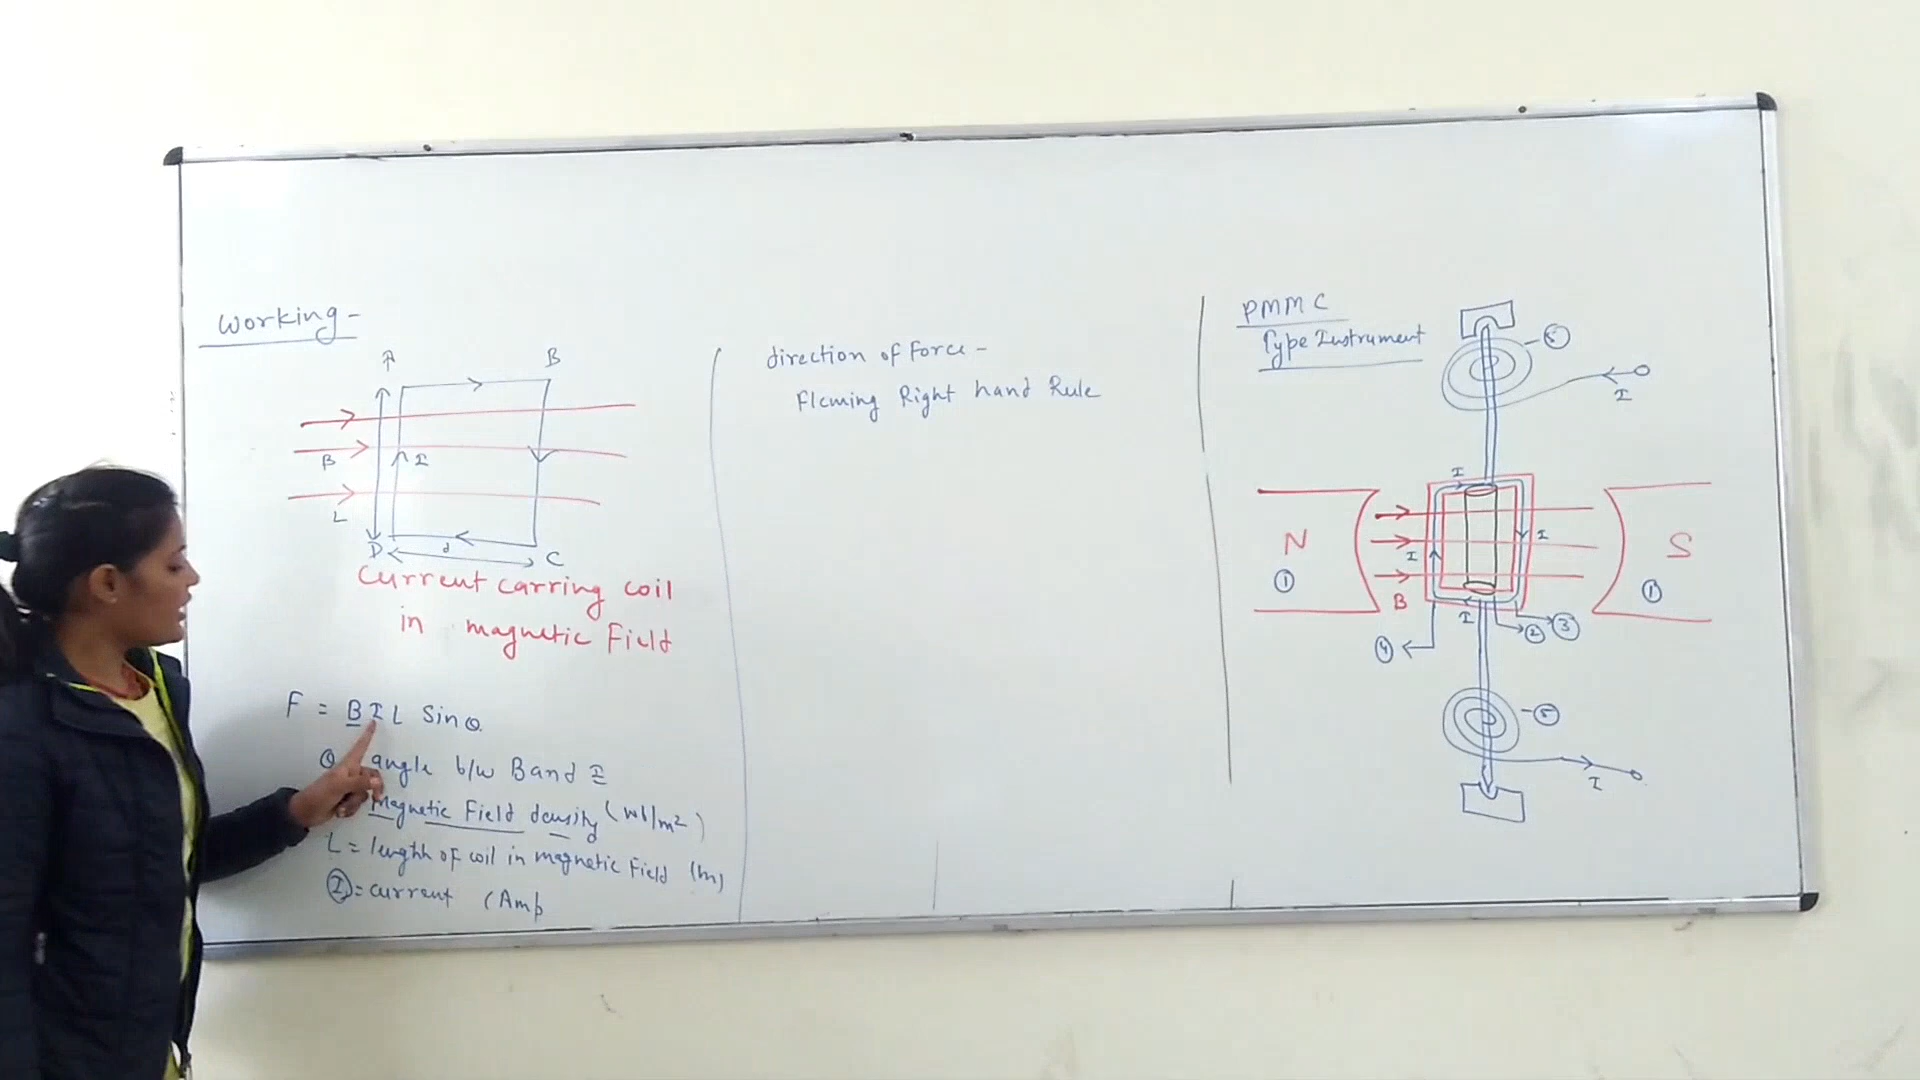 Working -
A B
B I
L
D d C
Current carring coil
in magnetic Field
F = B I L Sin θ
θ angle b/w B and I
magnetic Field density (wb/m²)
L = length of coil in magnetic Field (m)
I = current (Amp
direction of Force -
Fleming Right hand Rule
PMMC
Type Instrument
5
I
I
N I I S
1 B 1
I 2 3
4
5
I